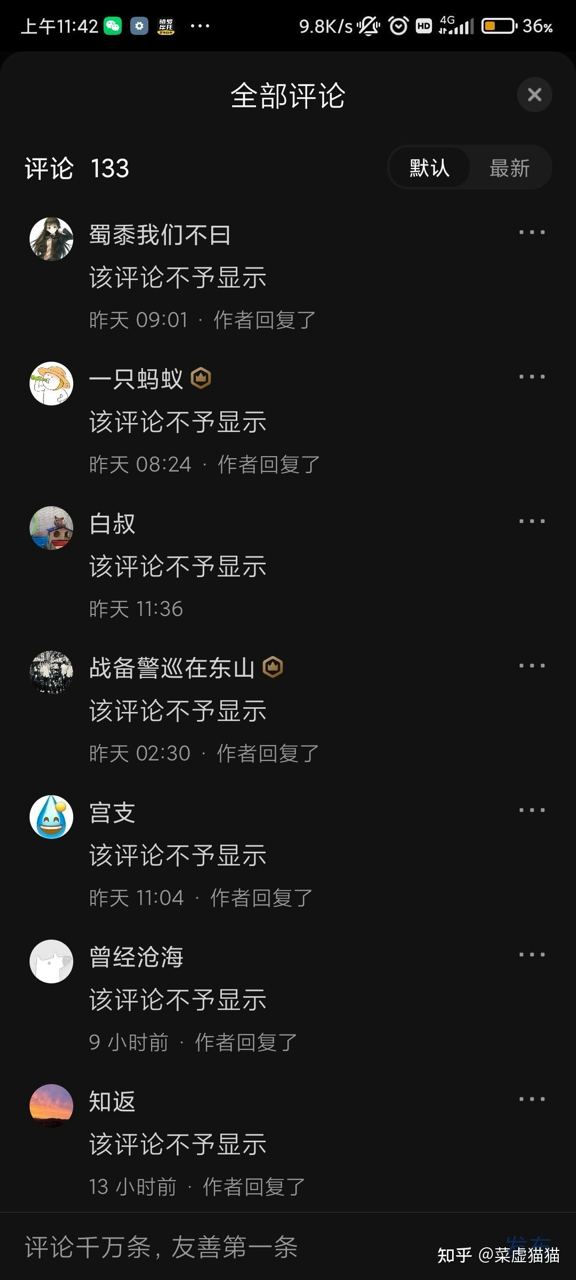 上午11:42
9.8K/s
HD
4G
36%
全部评论
评论 133
默认 最新
蜀黍我们不曰
该评论不予显示
昨天 09:01 · 作者回复了
一只蚂蚁
该评论不予显示
昨天 08:24 · 作者回复了
白叔
该评论不予显示
昨天 11:36
战备警巡在东山
该评论不予显示
昨天 02:30 · 作者回复了
宫支
该评论不予显示
昨天 11:04 · 作者回复了
曾经沧海
该评论不予显示
9 小时前 · 作者回复了
知返
该评论不予显示
13 小时前 · 作者回复了
评论千万条，友善第一条
发布
知乎 @菜虚猫猫